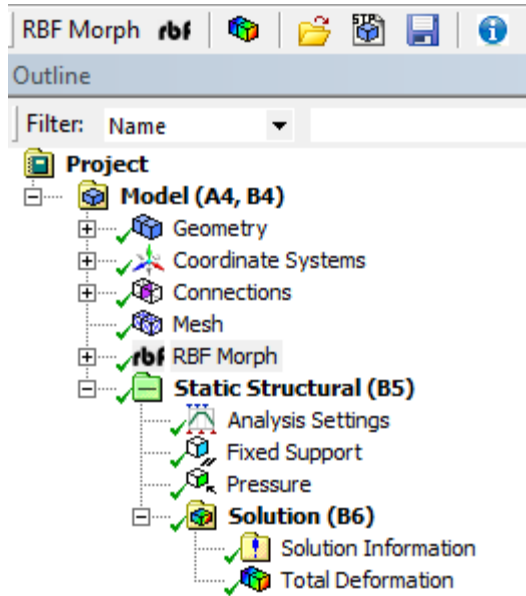 RBF Morph rbf STP
Outline
Filter: Name
Project
Model (A4, B4)
Geometry
Coordinate Systems
Connections
Mesh
rbf RBF Morph
Static Structural (B5)
Analysis Settings
Fixed Support
Pressure
Solution (B6)
Solution Information
Total Deformation